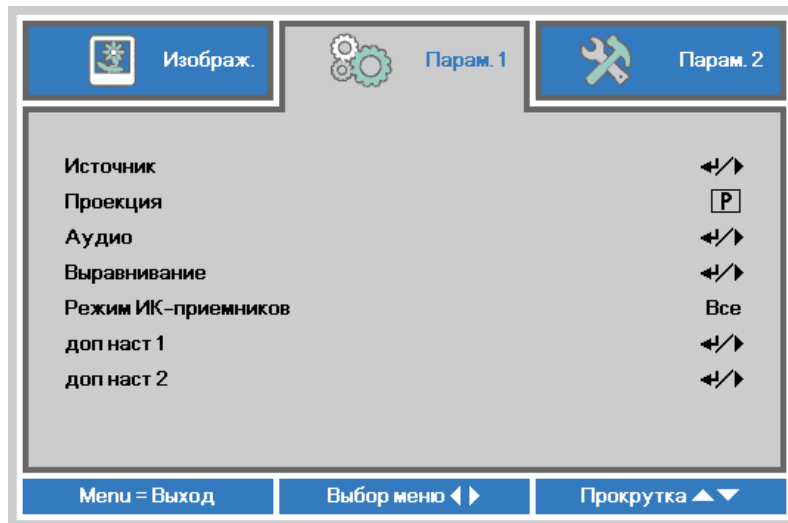 Изображ.
Парам. 1
Парам. 2
Источник
Проекция P
Аудио
Выравнивание
Режим ИК-приемников Все
доп наст 1
доп наст 2
Menu = Выход
Выбор меню
Прокрутка